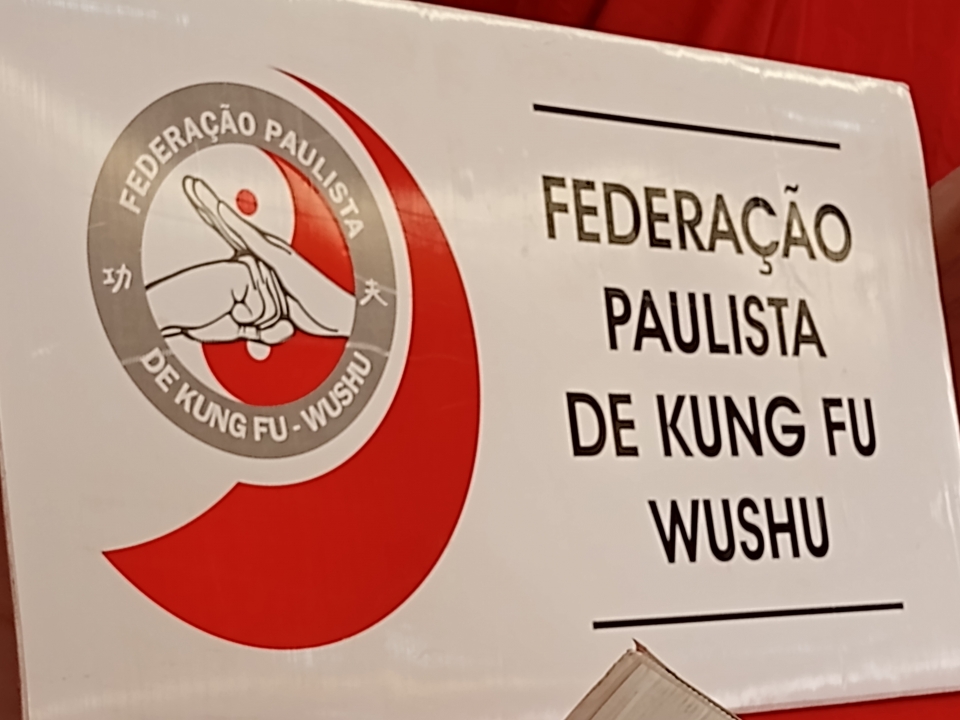 FEDERAÇÃO PAULISTA
功 夫
DE KUNG FU - WUSHU
FEDERAÇÃO
PAULISTA
DE KUNG FU
WUSHU